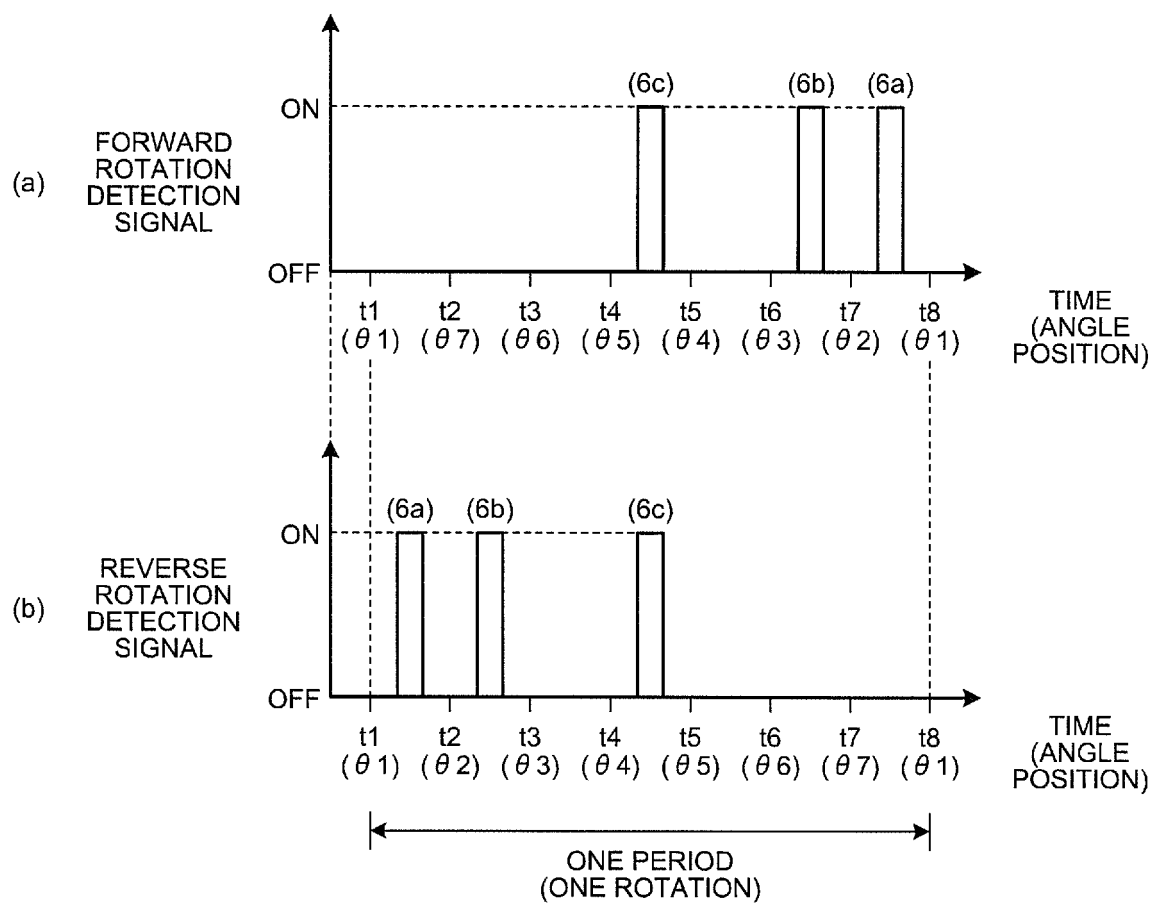 (6c) (6b) (6a)
ON
(a)
FORWARD
ROTATION
DETECTION
SIGNAL
OFF
t1 t2 t3 t4 t5 t6 t7 t8
(θ1) (θ7) (θ6) (θ5) (θ4) (θ3) (θ2) (θ1)
TIME
(ANGLE
POSITION)
(6a) (6b) (6c)
ON
(b)
REVERSE
ROTATION
DETECTION
SIGNAL
OFF
t1 t2 t3 t4 t5 t6 t7 t8
(θ1) (θ2) (θ3) (θ4) (θ5) (θ6) (θ7) (θ1)
TIME
(ANGLE
POSITION)
ONE PERIOD
(ONE ROTATION)